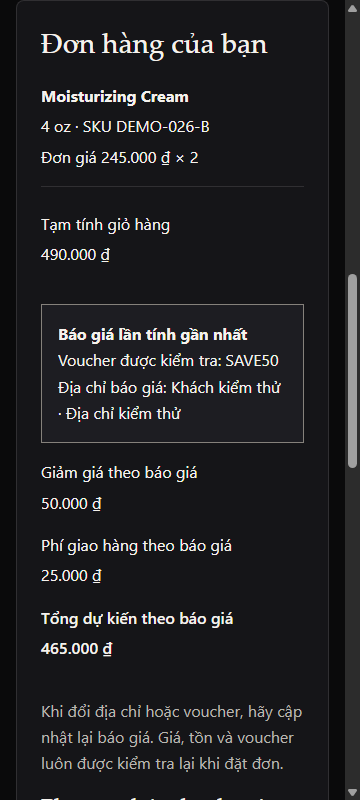 Đơn hàng của bạn
Moisturizing Cream
4 oz · SKU DEMO-026-B
Đơn giá 245.000 ₫ × 2
Tạm tính giỏ hàng
490.000 ₫
Báo giá lần tính gần nhất
Voucher được kiểm tra: SAVE50
Địa chỉ báo giá: Khách kiểm thử
· Địa chỉ kiểm thử
Giảm giá theo báo giá
50.000 ₫
Phí giao hàng theo báo giá
25.000 ₫
Tổng dự kiến theo báo giá
465.000 ₫
Khi đổi địa chỉ hoặc voucher, hãy cập
nhật lại báo giá. Giá, tồn và voucher
luôn được kiểm tra lại khi đặt đơn.